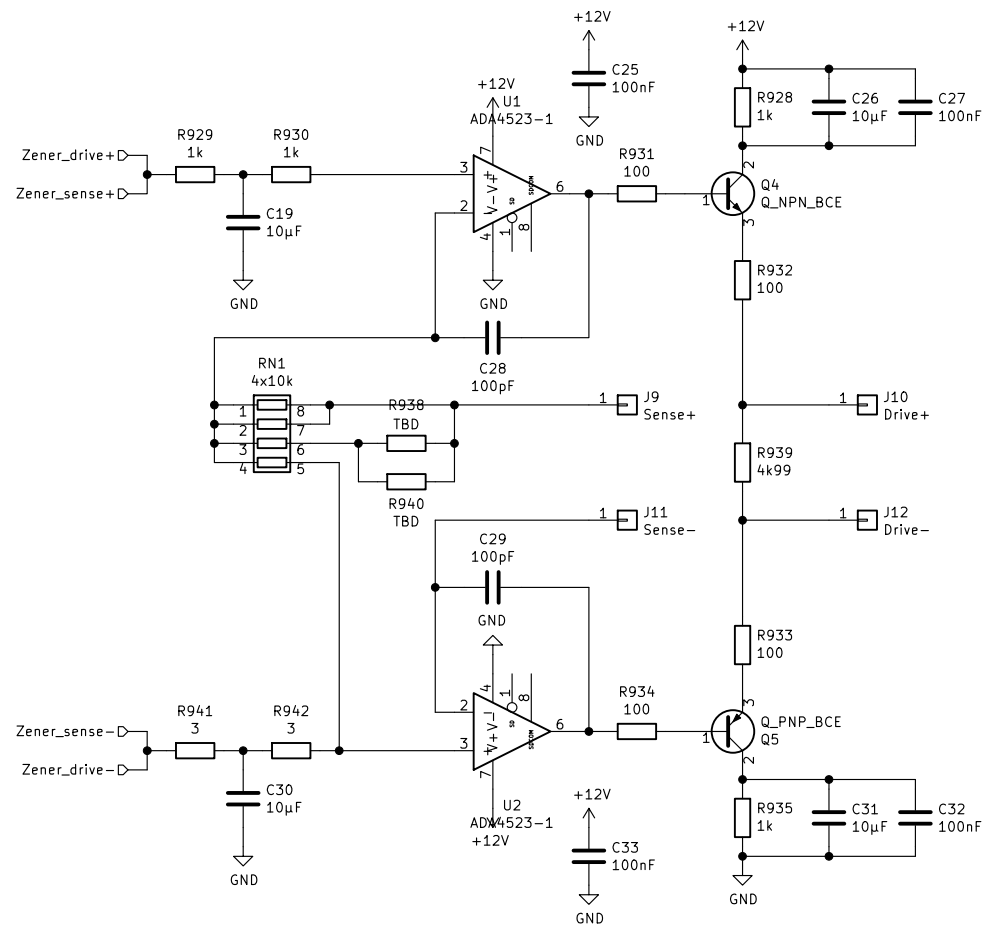 +12V
C25
100nF
GND
+12V
R928
1k
C26
10µF
C27
100nF
+12V
U1
ADA4523-1
7
V+
V-
+
-
3
2
4
6
SD
SDCOM
1
8
GND
Zener_drive+
Zener_sense+
R929
1k
R930
1k
C19
10µF
GND
R931
100
1
2
3
Q4
Q_NPN_BCE
R932
100
C28
100pF
RN1
4x10k
1
2
3
4
8
7
6
5
R938
TBD
R940
TBD
1
J9
Sense+
1
J10
Drive+
R939
4k99
1
J11
Sense-
1
J12
Drive-
C29
100pF
GND
4
1
8
2
3
6
7
V+
V-
+
-
SD
SDCOM
U2
ADA4523-1
+12V
Zener_sense-
Zener_drive-
R941
3
R942
3
C30
10µF
GND
R933
100
R934
100
1
3
2
Q_PNP_BCE
Q5
+12V
C33
100nF
GND
R935
1k
C31
10µF
C32
100nF
GND